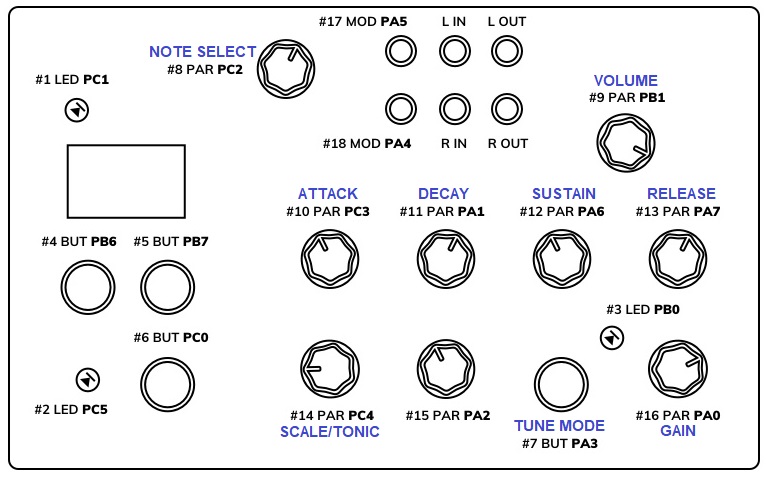 #17 MOD PA5
L IN
L OUT
NOTE SELECT
#8 PAR PC2
#1 LED PC1
VOLUME
#9 PAR PB1
#18 MOD PA4
R IN
R OUT
ATTACK
#10 PAR PC3
DECAY
#11 PAR PA1
SUSTAIN
#12 PAR PA6
RELEASE
#13 PAR PA7
#4 BUT PB6
#5 BUT PB7
#3 LED PB0
#6 BUT PC0
#2 LED PC5
#14 PAR PC4
SCALE/TONIC
#15 PAR PA2
TUNE MODE
#7 BUT PA3
#16 PAR PA0
GAIN